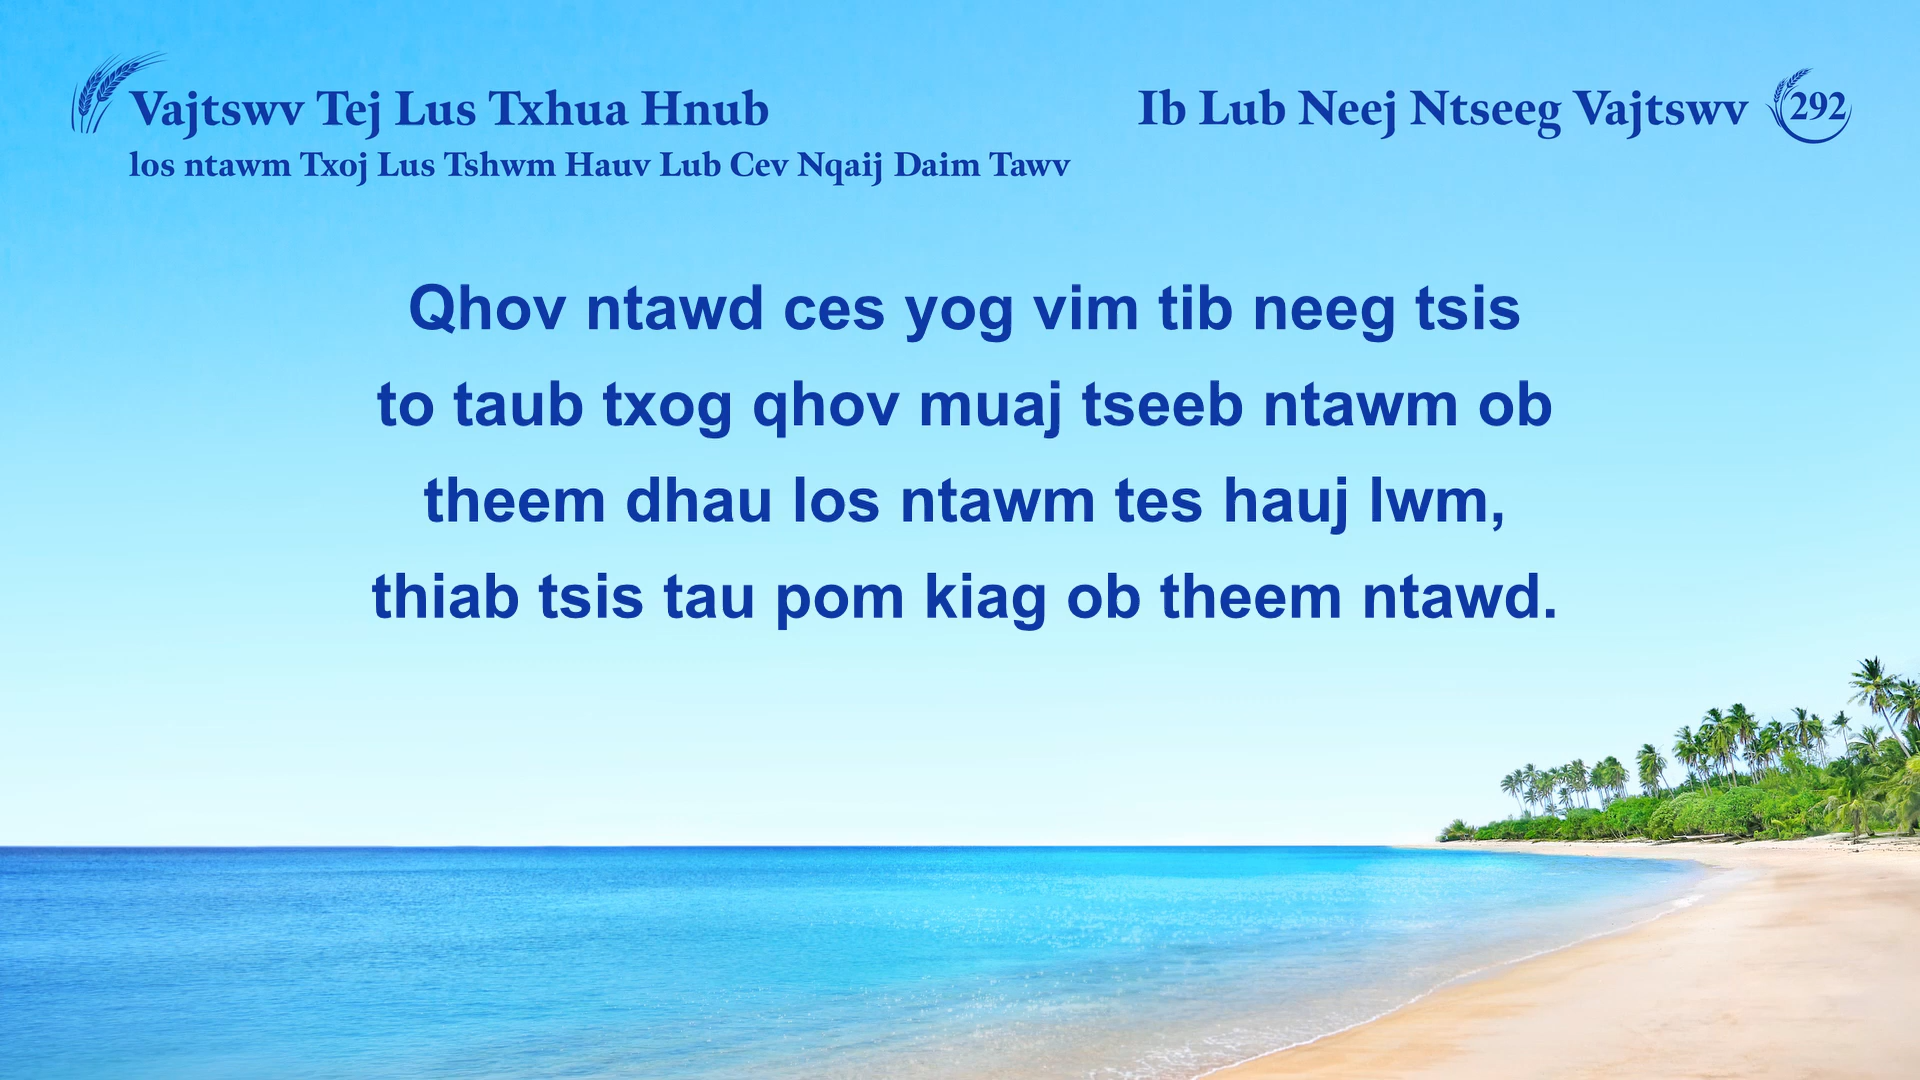 Vajtswv Tej Lus Txhua Hnub
los ntawm Txoj Lus Tshwm Hauv Lub Cev Nqaij Daim Tawv
Ib Lub Neej Ntseeg Vajtswv 292
Qhov ntawd ces yog vim tib neeg tsis
to taub txog qhov muaj tseeb ntawm ob
theem dhau los ntawm tes hauj lwm,
thiab tsis tau pom kiag ob theem ntawd.